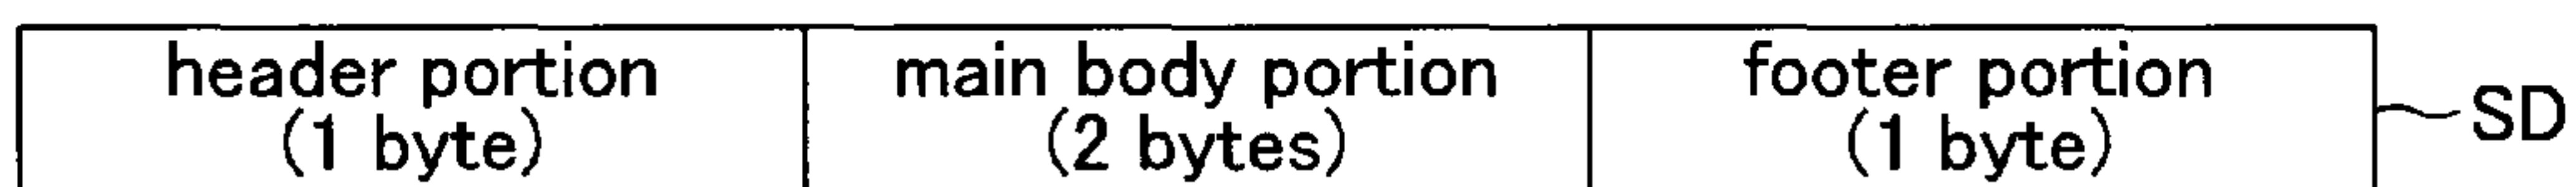 header portion
(1 byte)
main body portion
(2 bytes)
footer portion
(1 byte)
SD